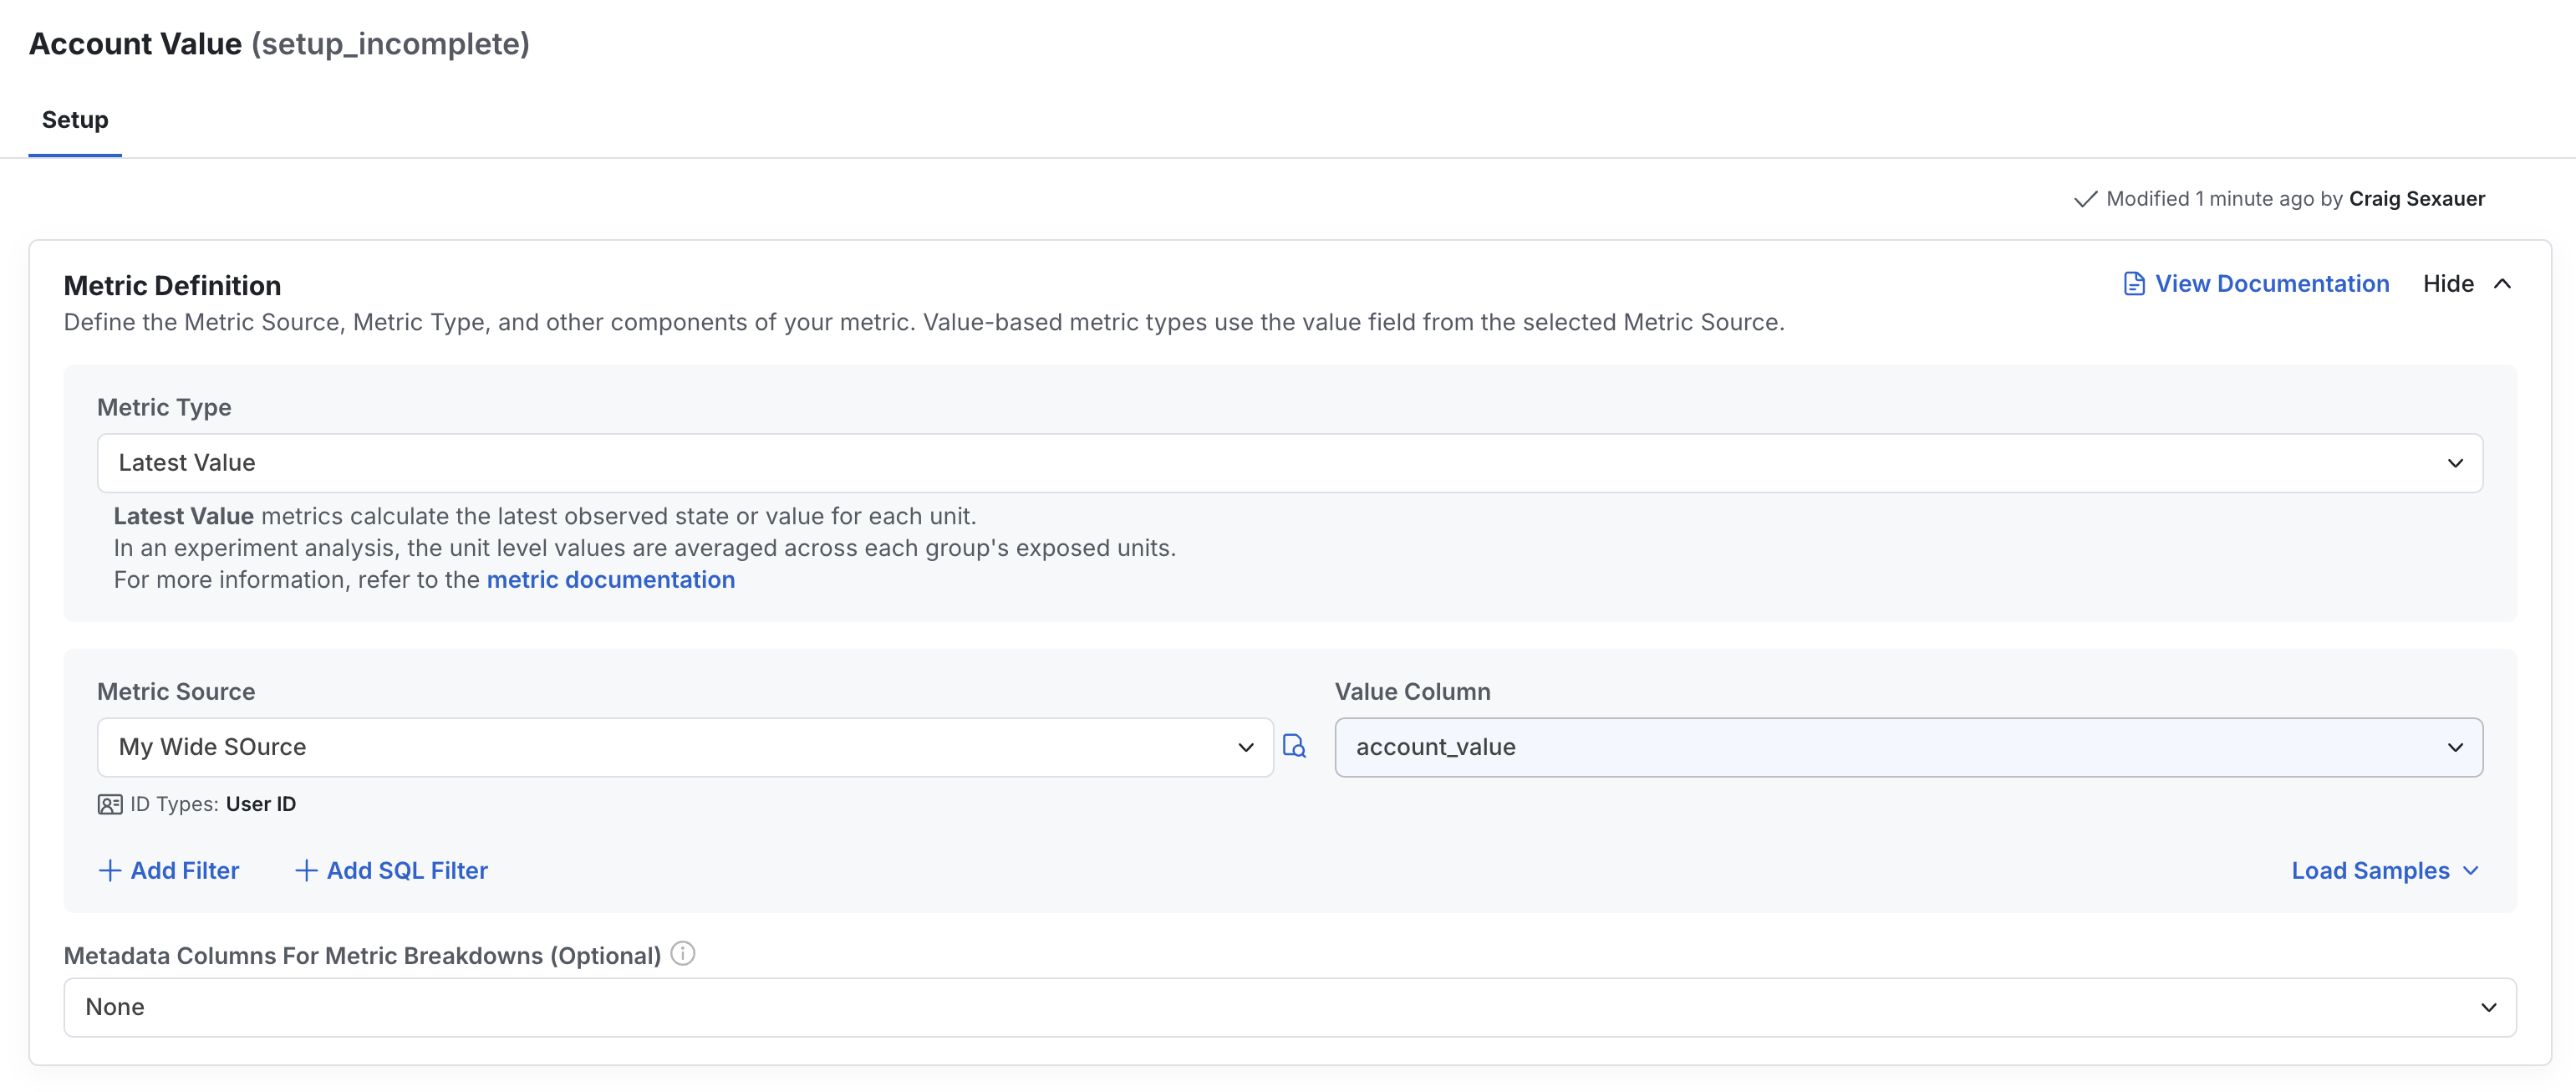 Account Value (setup_incomplete)
Setup
Modified 1 minute ago by Craig Sexauer
Metric Definition
View Documentation
Hide
Define the Metric Source, Metric Type, and other components of your metric. Value-based metric types use the value field from the selected Metric Source.
Metric Type
Latest Value
Latest Value metrics calculate the latest observed state or value for each unit.
In an experiment analysis, the unit level values are averaged across each group's exposed units.
For more information, refer to the metric documentation
Metric Source
Value Column
My Wide SOurce
account_value
ID Types: User ID
Add Filter
Add SQL Filter
Load Samples
Metadata Columns For Metric Breakdowns (Optional)
None